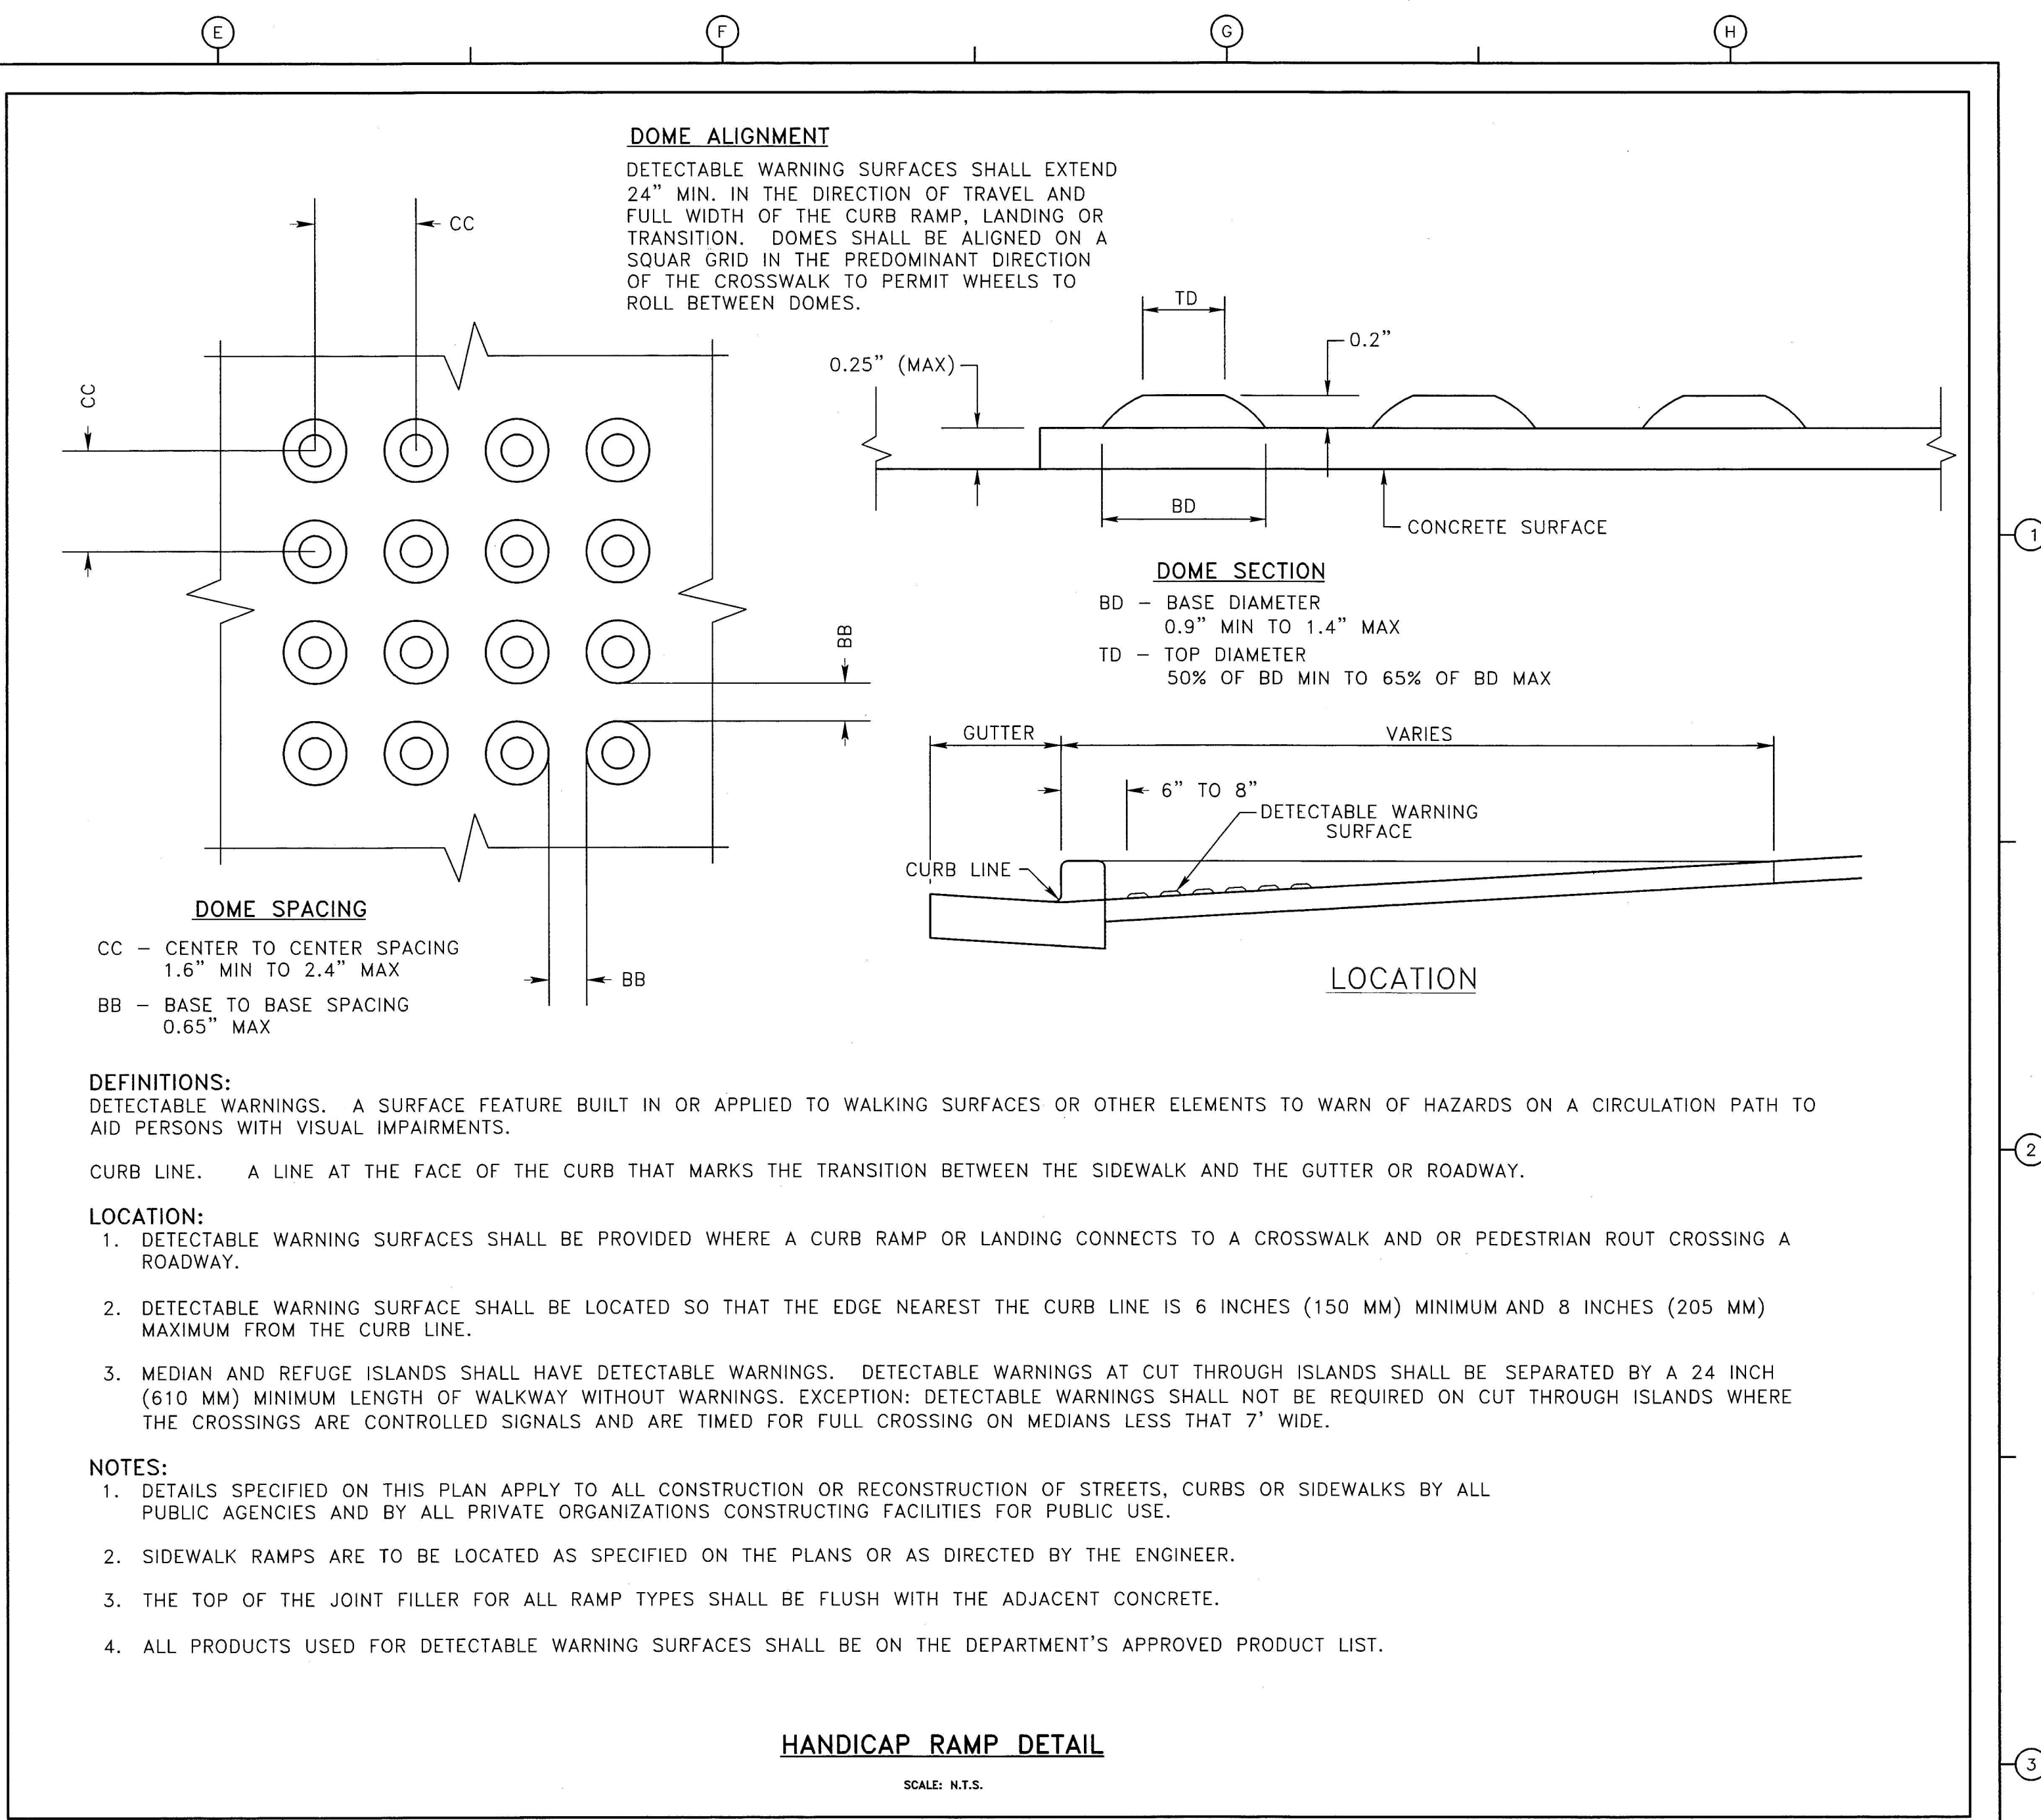 E
F
G
H
DOME ALIGNMENT
DETECTABLE WARNING SURFACES SHALL EXTEND
24" MIN. IN THE DIRECTION OF TRAVEL AND
FULL WIDTH OF THE CURB RAMP, LANDING OR
TRANSITION. DOMES SHALL BE ALIGNED ON A
SQUAR GRID IN THE PREDOMINANT DIRECTION
OF THE CROSSWALK TO PERMIT WHEELS TO
ROLL BETWEEN DOMES.
CC
CC
BB
BB
DOME SPACING
CC – CENTER TO CENTER SPACING
1.6" MIN TO 2.4" MAX
BB – BASE TO BASE SPACING
0.65" MAX
TD
0.2"
0.25" (MAX)
BD
CONCRETE SURFACE
1
DOME SECTION
BD – BASE DIAMETER
0.9" MIN TO 1.4" MAX
TD – TOP DIAMETER
50% OF BD MIN TO 65% OF BD MAX
GUTTER
VARIES
6" TO 8"
DETECTABLE WARNING
SURFACE
CURB LINE
LOCATION
DEFINITIONS:
DETECTABLE WARNINGS. A SURFACE FEATURE BUILT IN OR APPLIED TO WALKING SURFACES OR OTHER ELEMENTS TO WARN OF HAZARDS ON A CIRCULATION PATH TO
AID PERSONS WITH VISUAL IMPAIRMENTS.
2
CURB LINE. A LINE AT THE FACE OF THE CURB THAT MARKS THE TRANSITION BETWEEN THE SIDEWALK AND THE GUTTER OR ROADWAY.
LOCATION:
1. DETECTABLE WARNING SURFACES SHALL BE PROVIDED WHERE A CURB RAMP OR LANDING CONNECTS TO A CROSSWALK AND OR PEDESTRIAN ROUT CROSSING A
ROADWAY.
2. DETECTABLE WARNING SURFACE SHALL BE LOCATED SO THAT THE EDGE NEAREST THE CURB LINE IS 6 INCHES (150 MM) MINIMUM AND 8 INCHES (205 MM)
MAXIMUM FROM THE CURB LINE.
3. MEDIAN AND REFUGE ISLANDS SHALL HAVE DETECTABLE WARNINGS. DETECTABLE WARNINGS AT CUT THROUGH ISLANDS SHALL BE SEPARATED BY A 24 INCH
(610 MM) MINIMUM LENGTH OF WALKWAY WITHOUT WARNINGS. EXCEPTION: DETECTABLE WARNINGS SHALL NOT BE REQUIRED ON CUT THROUGH ISLANDS WHERE
THE CROSSINGS ARE CONTROLLED SIGNALS AND ARE TIMED FOR FULL CROSSING ON MEDIANS LESS THAT 7' WIDE.
NOTES:
1. DETAILS SPECIFIED ON THIS PLAN APPLY TO ALL CONSTRUCTION OR RECONSTRUCTION OF STREETS, CURBS OR SIDEWALKS BY ALL
PUBLIC AGENCIES AND BY ALL PRIVATE ORGANIZATIONS CONSTRUCTING FACILITIES FOR PUBLIC USE.
2. SIDEWALK RAMPS ARE TO BE LOCATED AS SPECIFIED ON THE PLANS OR AS DIRECTED BY THE ENGINEER.
3. THE TOP OF THE JOINT FILLER FOR ALL RAMP TYPES SHALL BE FLUSH WITH THE ADJACENT CONCRETE.
4. ALL PRODUCTS USED FOR DETECTABLE WARNING SURFACES SHALL BE ON THE DEPARTMENT'S APPROVED PRODUCT LIST.
HANDICAP RAMP DETAIL
SCALE: N.T.S.
3